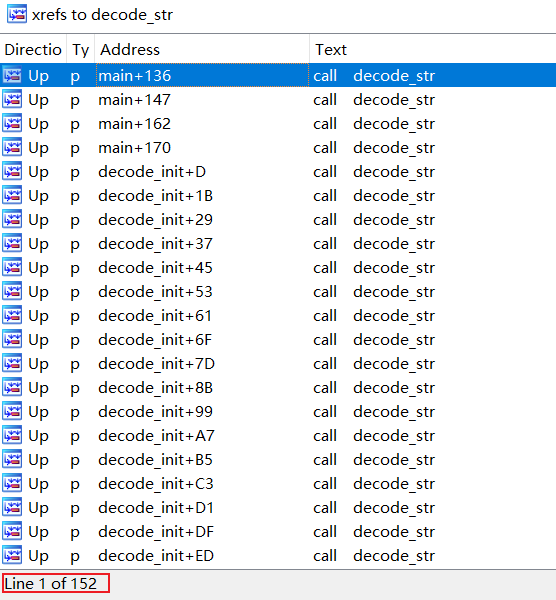 xrefs to decode_str
Directio Ty Address Text
Up p main+136 call decode_str
Up p main+147 call decode_str
Up p main+162 call decode_str
Up p main+170 call decode_str
Up p decode_init+D call decode_str
Up p decode_init+1B call decode_str
Up p decode_init+29 call decode_str
Up p decode_init+37 call decode_str
Up p decode_init+45 call decode_str
Up p decode_init+53 call decode_str
Up p decode_init+61 call decode_str
Up p decode_init+6F call decode_str
Up p decode_init+7D call decode_str
Up p decode_init+8B call decode_str
Up p decode_init+99 call decode_str
Up p decode_init+A7 call decode_str
Up p decode_init+B5 call decode_str
Up p decode_init+C3 call decode_str
Up p decode_init+D1 call decode_str
Up p decode_init+DF call decode_str
Up p decode_init+ED call decode_str
Line 1 of 152